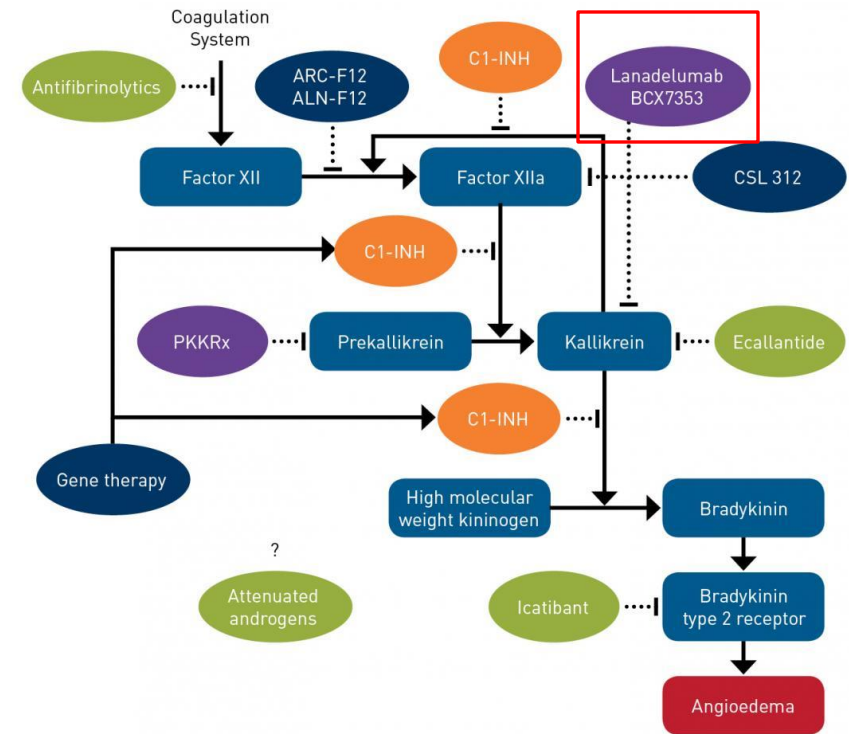 Coagulation
System
Antifibrinolytics
ARC-F12
ALN-F12
C1-INH
Lanadelumab
BCX7353
Factor XII
Factor XIIa
CSL 312
C1-INH
PKKRx
Prekallikrein
Kallikrein
Ecallantide
C1-INH
Gene therapy
High molecular
weight kininogen
Bradykinin
?
Attenuated
androgens
Icatibant
Bradykinin
type 2 receptor
Angioedema